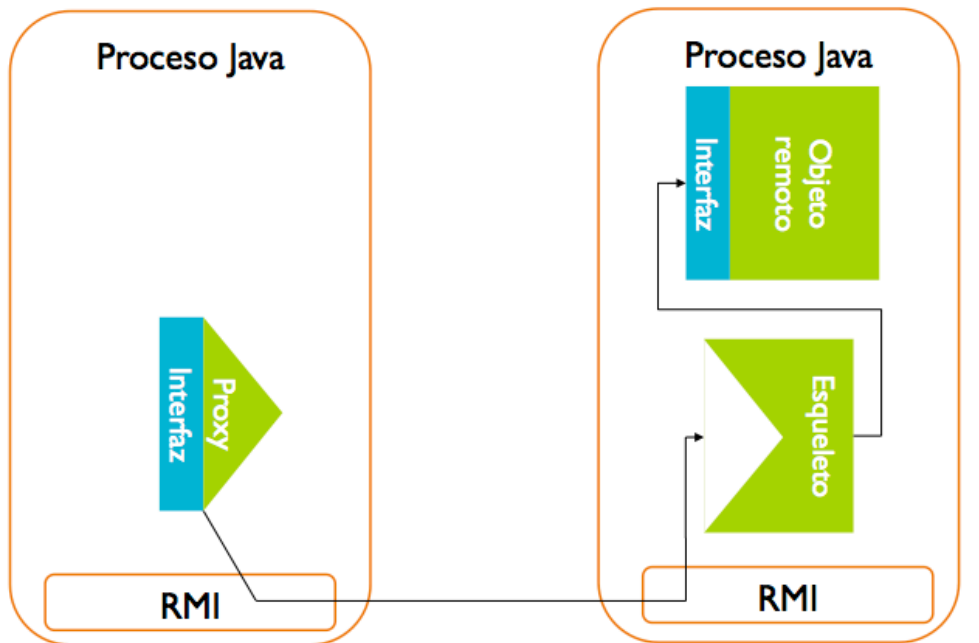 Proceso Java
Interfaz
Proxy
RMI
Proceso Java
Interfaz
Objeto
remoto
Esqueleto
RMI